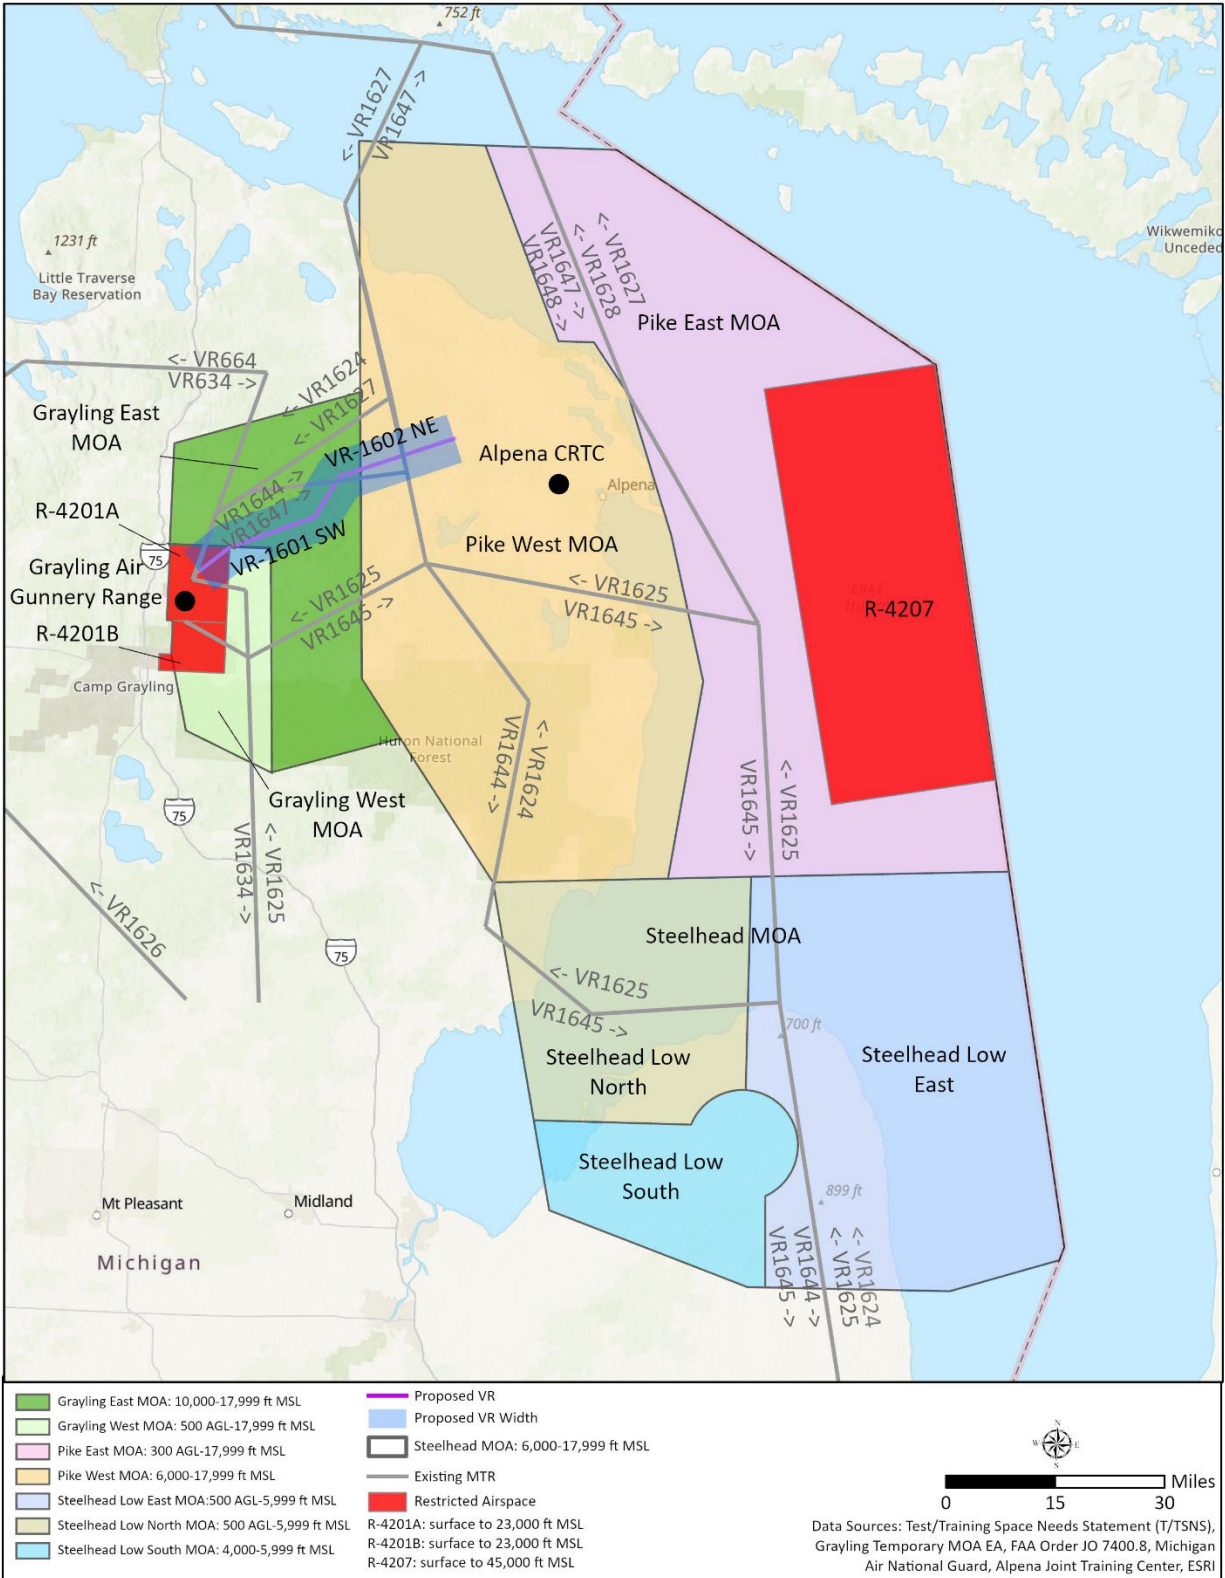 752 ft
<- VR1627
VR1647 ->
1231 ft
Little Traverse
Bay Reservation
Wikwemiko
Unceded
<- VR1627
<- VR1628
VR1647 ->
VR1648 ->
Pike East MOA
<- VR664
VR634 ->
<- VR1624
<- VR1627
Grayling East
MOA
VR-1602 NE
Alpena CRTC
Alpena
R-4201A
VR1644 ->
VR1647 ->
VR-1601 SW
75
Pike West MOA
Grayling Air
Gunnery Range
<- VR1625
VR1645 ->
<- VR1625
VR1645 ->
Lake
R-4207
R-4201B
Camp Grayling
Huron National
Forest
<- VR1624
VR1644 ->
<- VR1625
VR1645 ->
Grayling West
MOA
75
<- VR1625
VR1634 ->
<- VR1626
75
Steelhead MOA
<- VR1625
VR1645 ->
700 ft
Steelhead Low
North
Steelhead Low
East
Steelhead Low
South
899 ft
Mt Pleasant
Midland
Michigan
<- VR1624
<- VR1625
VR1644 ->
VR1645 ->
Grayling East MOA: 10,000-17,999 ft MSL
Grayling West MOA: 500 AGL-17,999 ft MSL
Pike East MOA: 300 AGL-17,999 ft MSL
Pike West MOA: 6,000-17,999 ft MSL
Steelhead Low East MOA:500 AGL-5,999 ft MSL
Steelhead Low North MOA: 500 AGL-5,999 ft MSL
Steelhead Low South MOA: 4,000-5,999 ft MSL
Proposed VR
Proposed VR Width
Steelhead MOA: 6,000-17,999 ft MSL
Existing MTR
Restricted Airspace
R-4201A: surface to 23,000 ft MSL
R-4201B: surface to 23,000 ft MSL
R-4207: surface to 45,000 ft MSL
N
W E
S
Miles
0 15 30
Data Sources: Test/Training Space Needs Statement (T/TSNS),
Grayling Temporary MOA EA, FAA Order JO 7400.8, Michigan
Air National Guard, Alpena Joint Training Center, ESRI